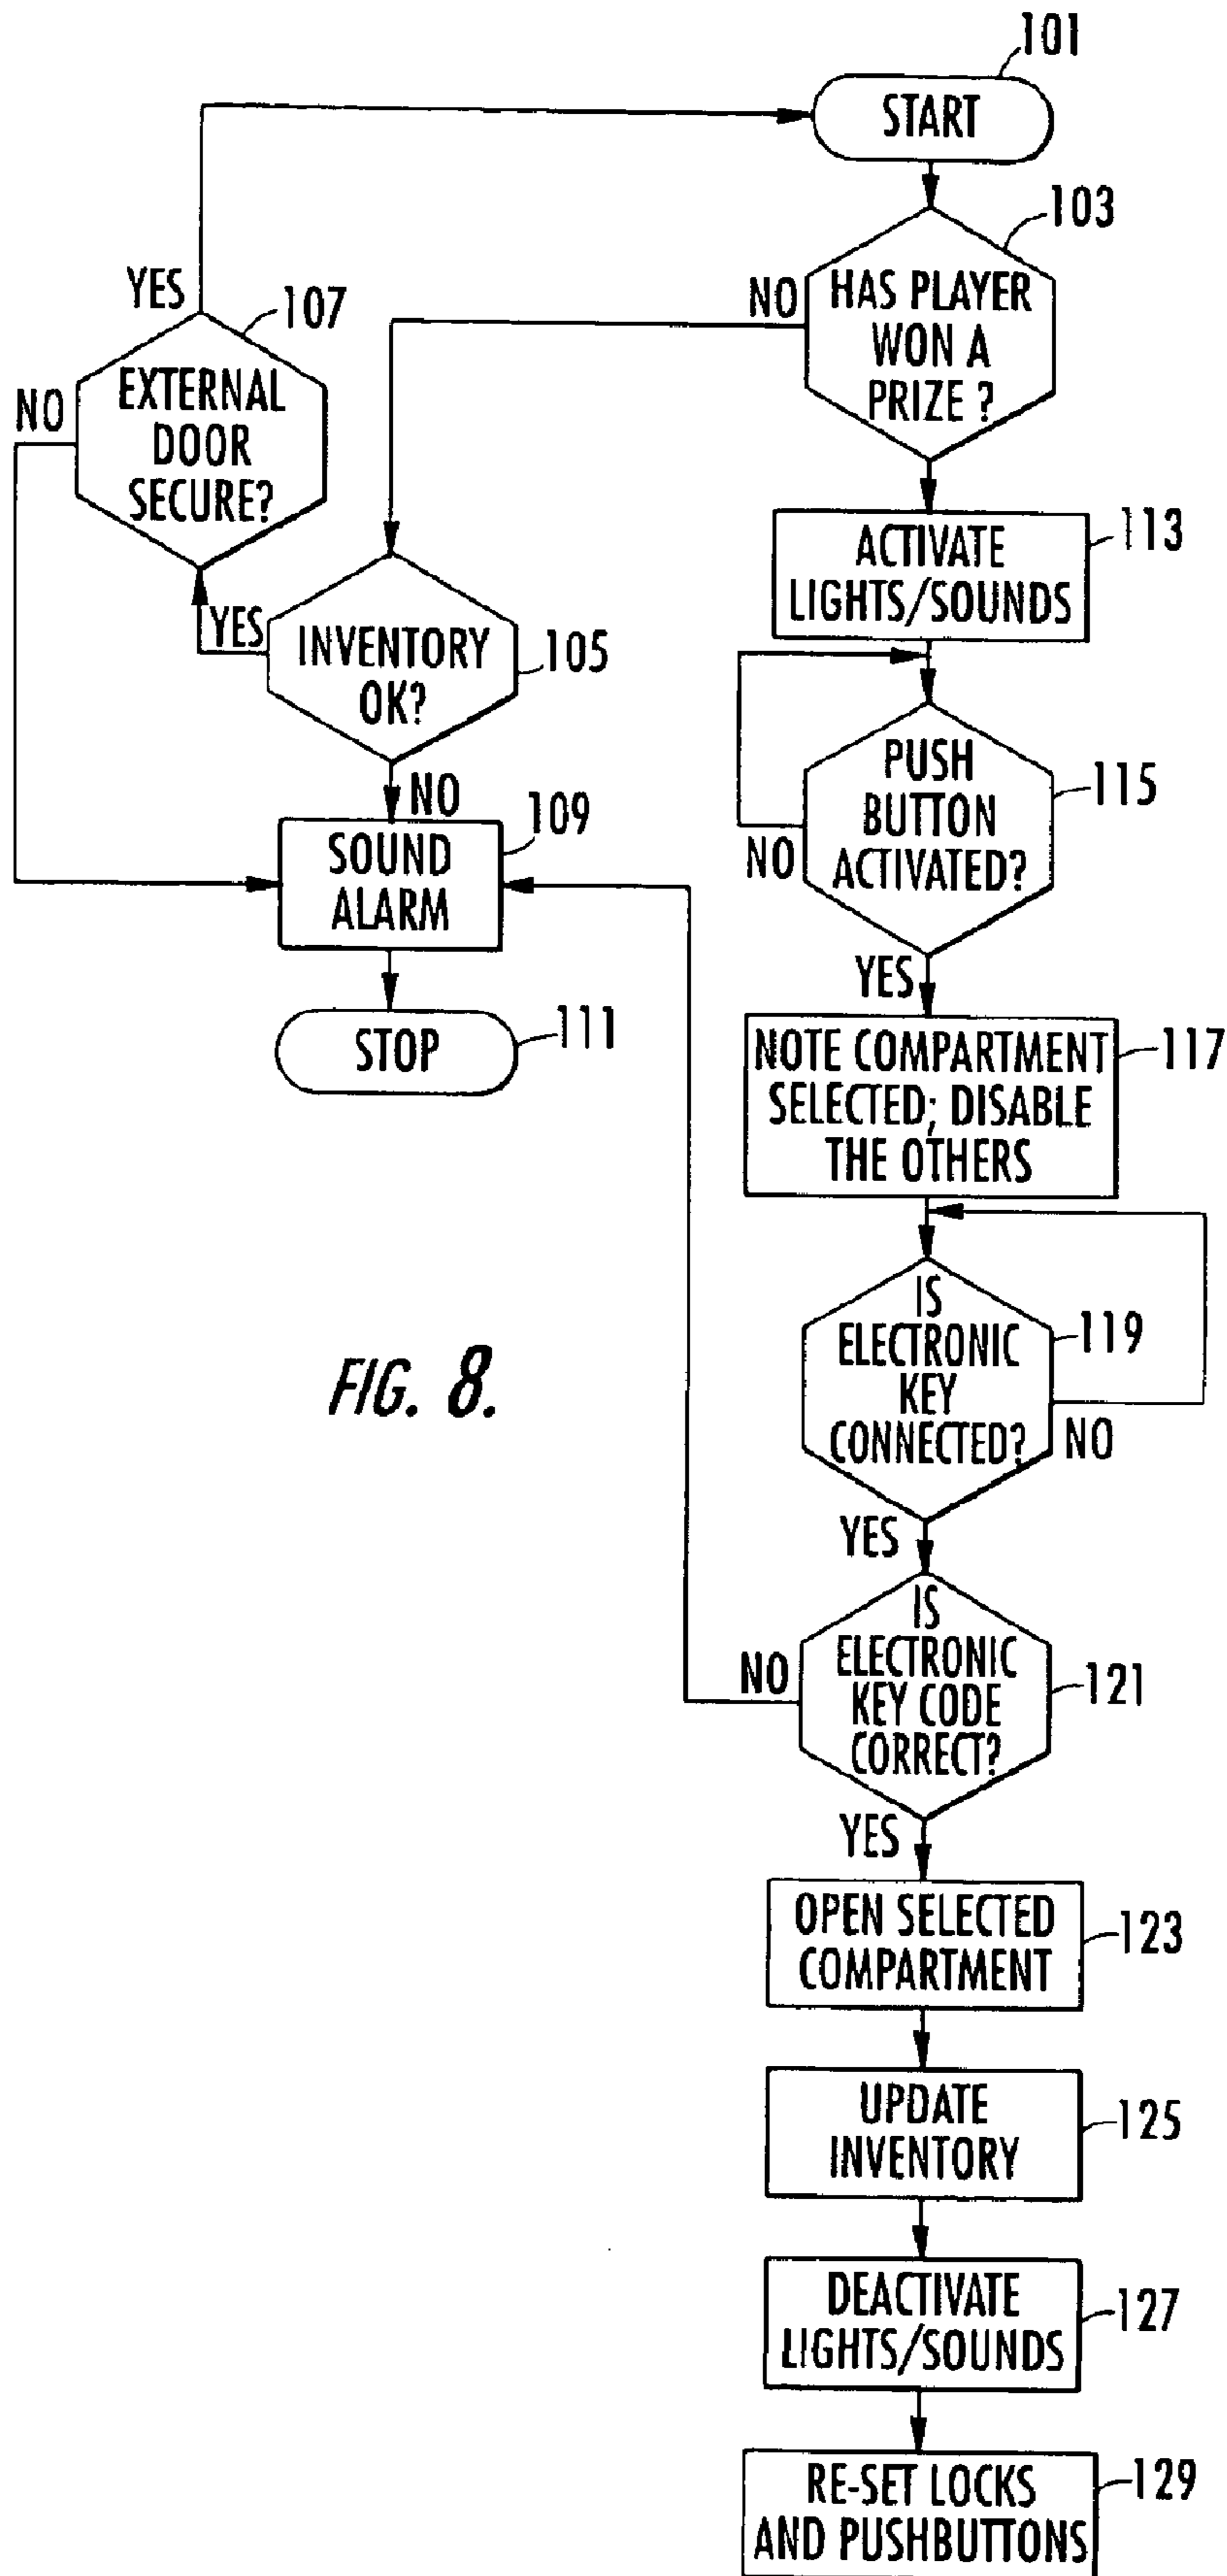 101
START
103
HAS PLAYER
WON A
PRIZE ?
NO
YES
107
EXTERNAL
DOOR
SECURE?
NO
113
ACTIVATE
LIGHTS/SOUNDS
YES
INVENTORY
OK?
105
NO
109
SOUND
ALARM
PUSH
BUTTON
ACTIVATED?
115
NO
YES
STOP
111
NOTE COMPARTMENT
SELECTED; DISABLE
THE OTHERS
117
IS
ELECTRONIC
KEY
CONNECTED?
119
NO
FIG. 8.
YES
IS
ELECTRONIC
KEY CODE
CORRECT?
121
NO
YES
OPEN SELECTED
COMPARTMENT
123
UPDATE
INVENTORY
125
DEACTIVATE
LIGHTS/SOUNDS
127
RE-SET LOCKS
AND PUSHBUTTONS
129